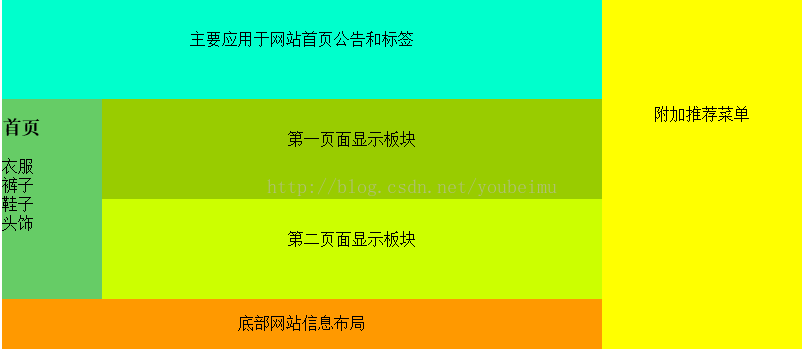 主要应用于网站首页公告和标签
附加推荐菜单
首页
衣服
裤子
鞋子
头饰
第一页面显示板块
http://blog.csdn.net/youbeimu
第二页面显示板块
底部网站信息布局